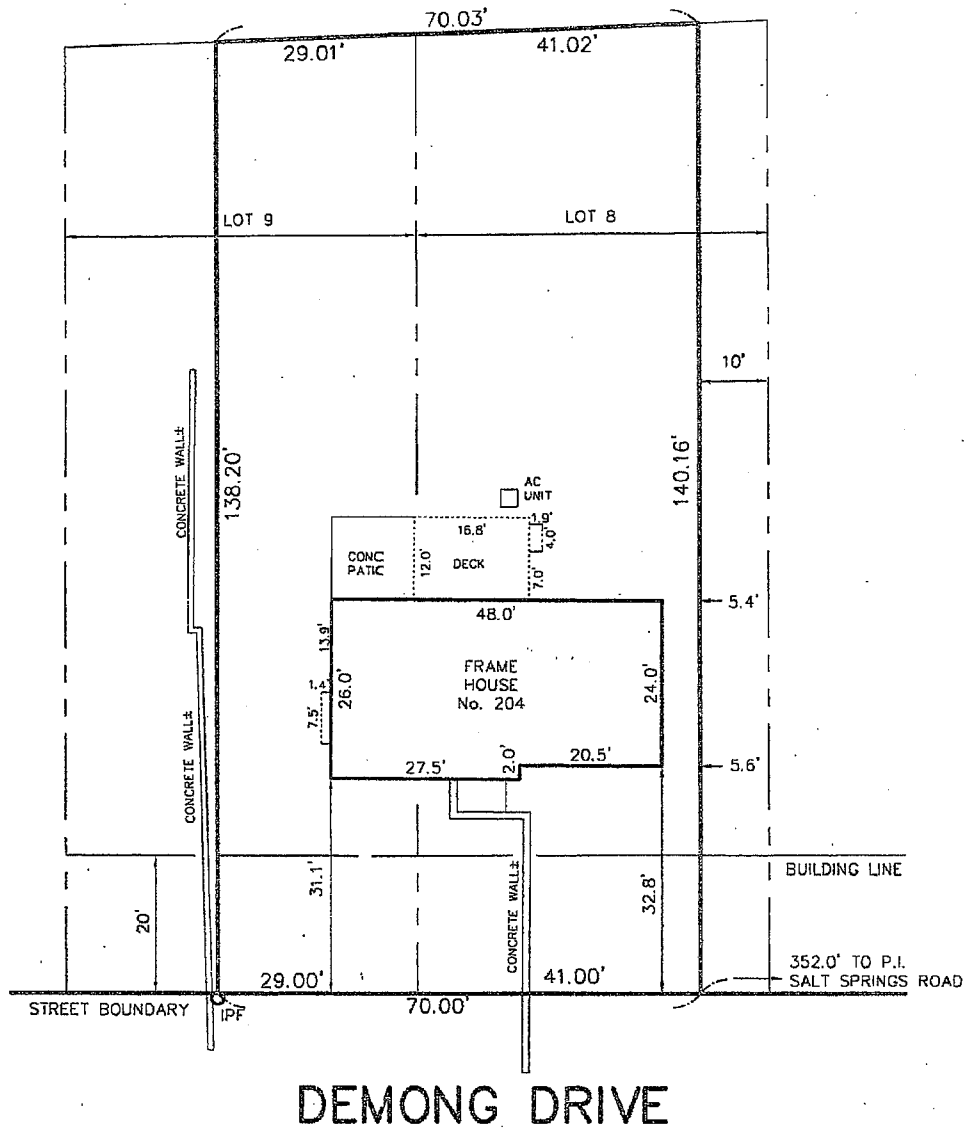 70.03'
29.01'
41.02'
LOT 9
LOT 8
10'
CONCRETE WALL±
138.20'
140.16'
AC
UNIT
1.9'
16.8'
4.0'
CONC
PATIC
12.0'
DECK
7.0'
48.0'
5.4'
13.9'
FRAME
HOUSE
No. 204
1.4'
26.0'
24.0'
7.5'
CONCRETE WALL±
27.5'
2.0'
20.5'
5.6'
BUILDING LINE
31.1'
32.8'
20'
CONCRETE WALL±
352.0' TO P.I.
SALT SPRINGS ROAD
29.00'
41.00'
STREET BOUNDARY
IPF
70.00'
DEMONG DRIVE